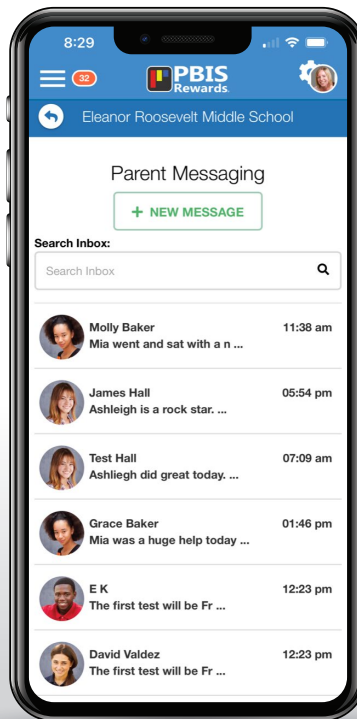 8:29
32
PBIS
Rewards
Eleanor Roosevelt Middle School
Parent Messaging
+ NEW MESSAGE
Search Inbox:
Search Inbox
Molly Baker 11:38 am
Mia went and sat with a n ...
James Hall 05:54 pm
Ashleigh is a rock star. ...
Test Hall 07:09 am
Ashliegh did great today. ...
Grace Baker 01:46 pm
Mia was a huge help today ...
E K 12:23 pm
The first test will be Fr ...
David Valdez 12:23 pm
The first test will be Fr ...